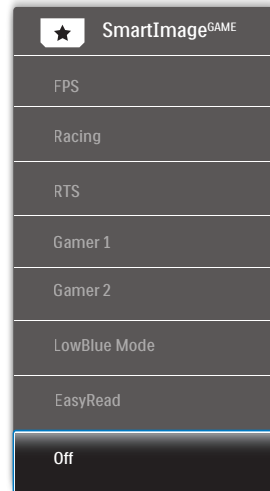 SmartImageGAME
FPS
Racing
RTS
Gamer 1
Gamer 2
LowBlue Mode
EasyRead
Off